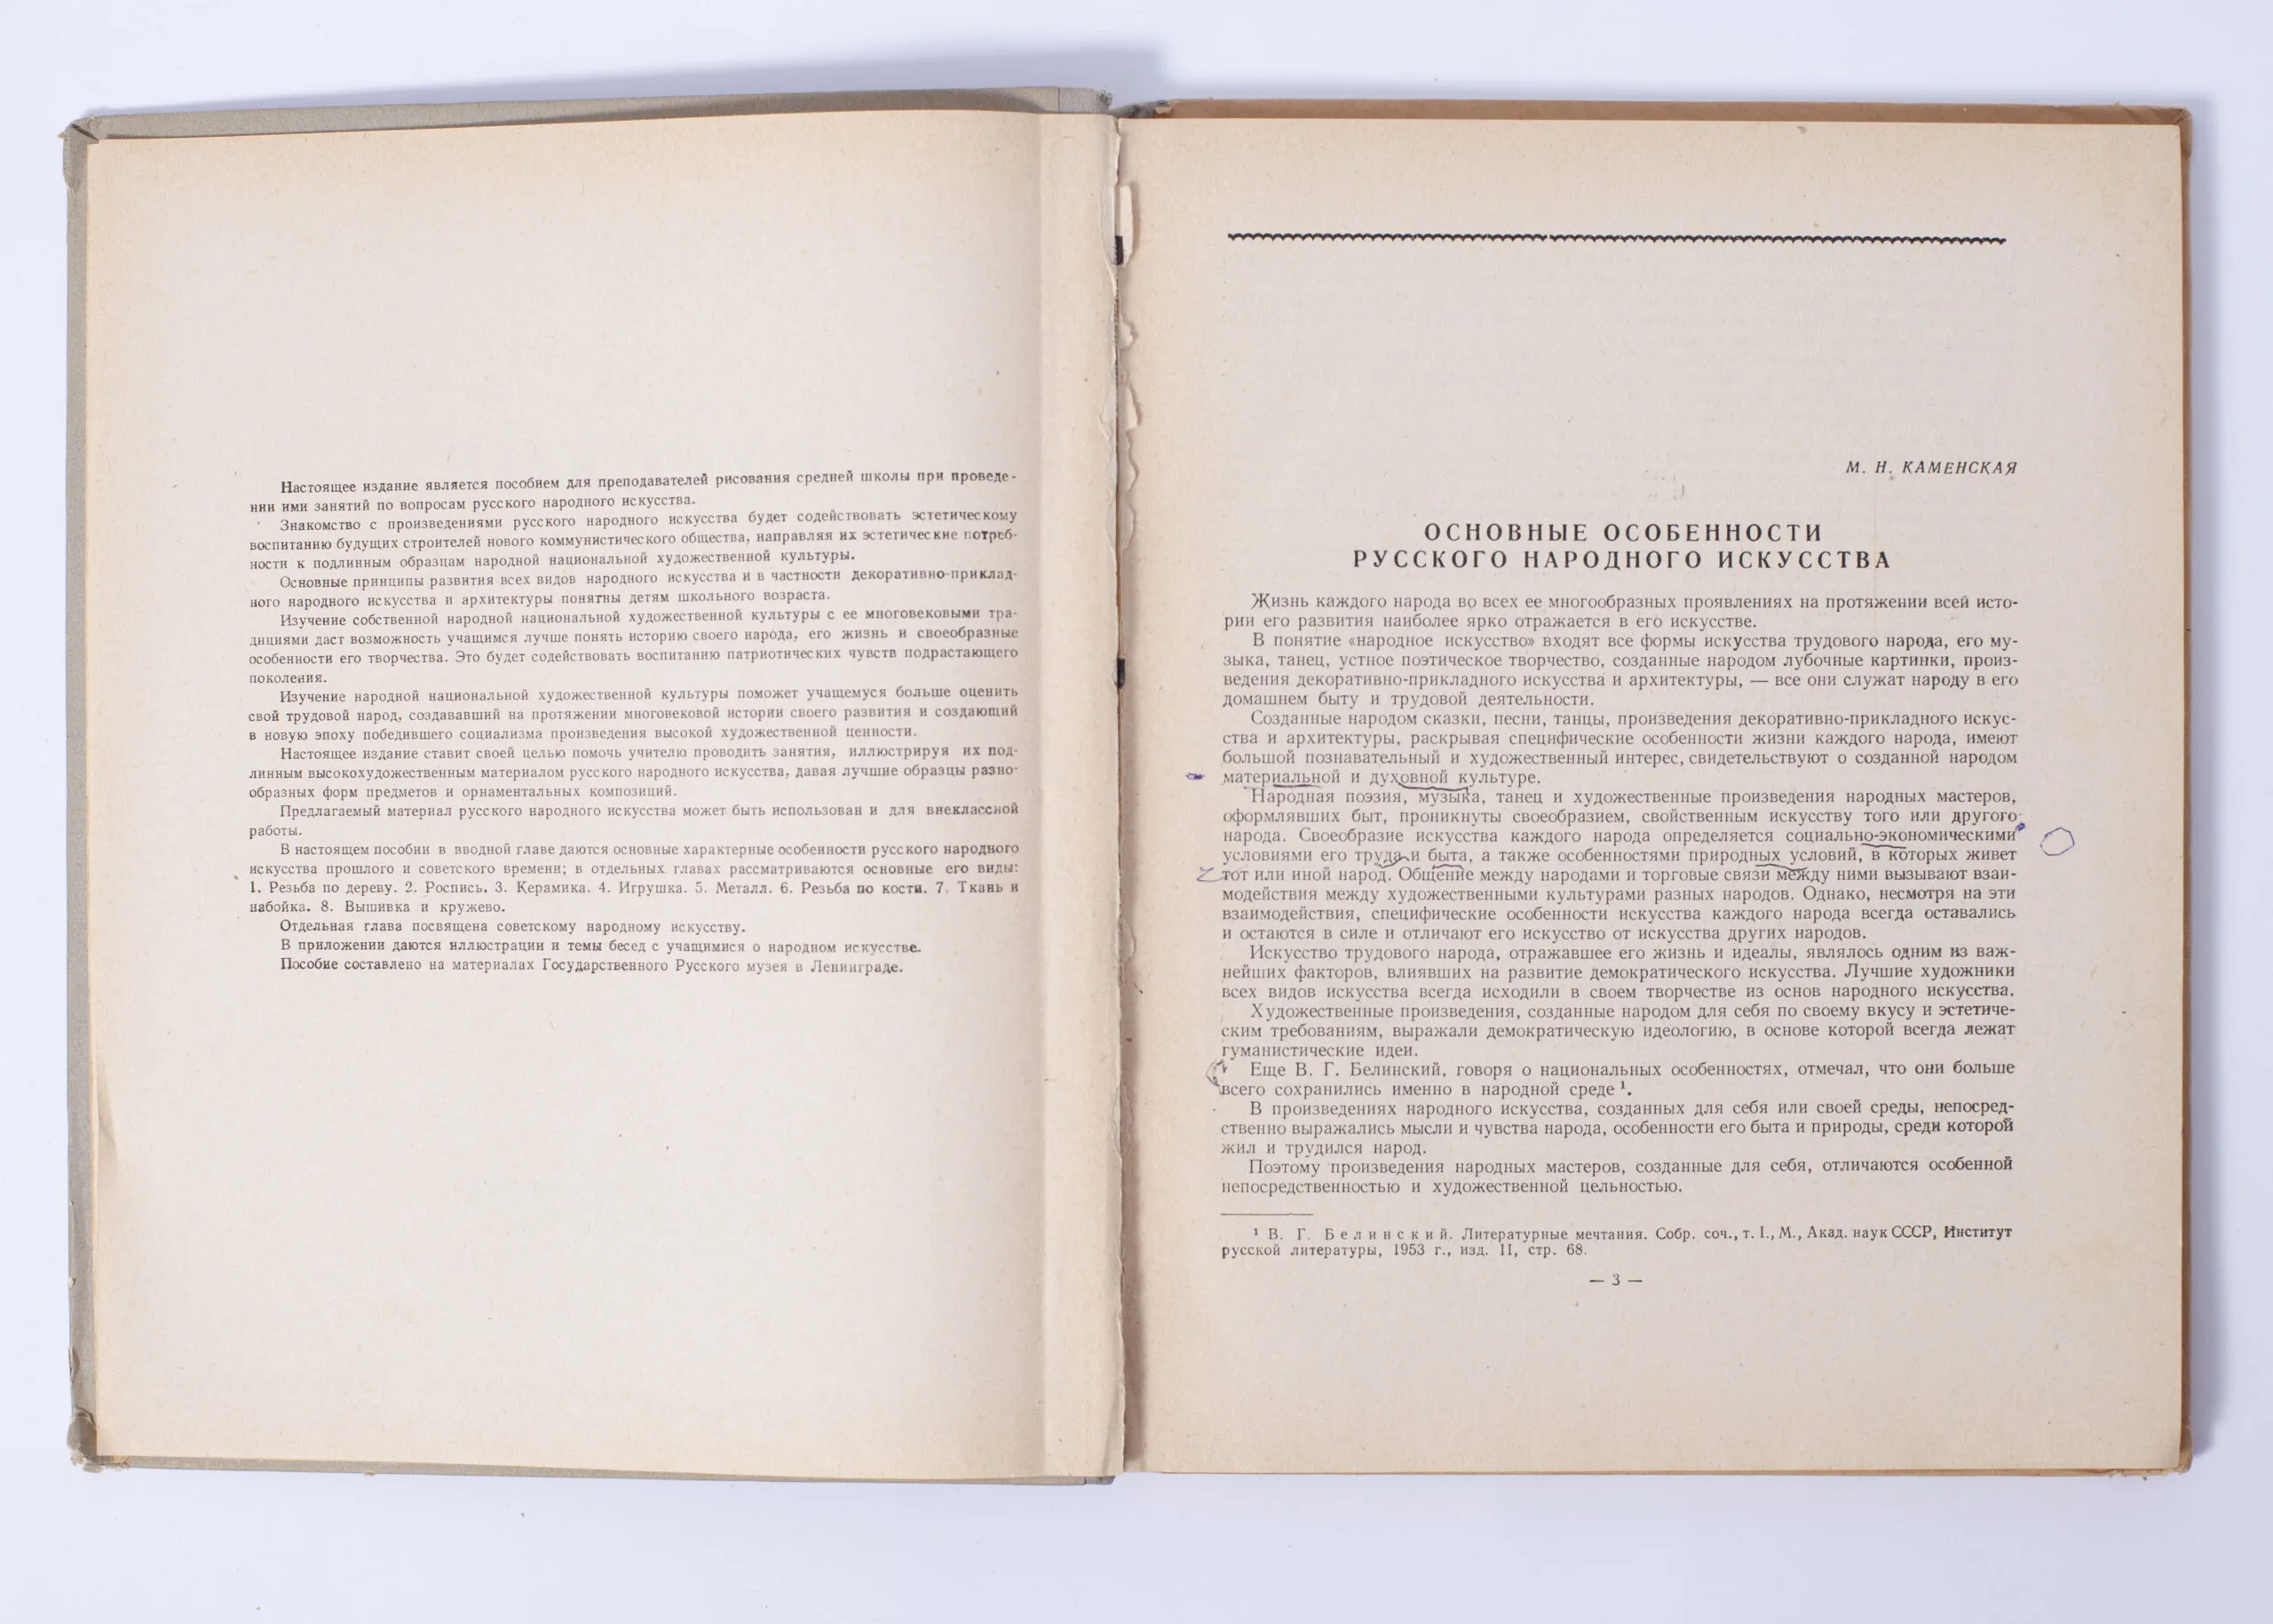 Настоящее издание является пособием для преподавателей рисования средней школы при проведе-
нии ими занятий по вопросам русского народного искусства.
Знакомство с произведениями русского народного искусства будет содействовать эстетическому
воспитанию будущих строителей нового коммунистического общества, направляя их эстетические потреб-
ности к подлинным образцам народной национальной художественной культуры.
Основные принципы развития всех видов народного искусства и в частности декоративно-приклад-
ного народного искусства и архитектуры понятны детям школьного возраста.
Изучение собственной народной национальной художественной культуры с ее многовековыми тра-
дициями даст возможность учащимся лучше понять историю своего народа, его жизнь и своеобразные
особенности его творчества. Это будет содействовать воспитанию патриотических чувств подрастающего
поколения.
Изучение народной национальной художественной культуры поможет учащемуся больше оценить
свой трудовой народ, создававший на протяжении многовековой истории своего развития и создающий
в новую эпоху победившего социализма произведения высокой художественной ценности.
Настоящее издание ставит своей целью помочь учителю проводить занятия, иллюстрируя их под-
линным высокохудожественным материалом русского народного искусства, давая лучшие образцы разно-
образных форм предметов и орнаментальных композиций.
Предлагаемый материал русского народного искусства может быть использован и для внеклассной
работы.
В настоящем пособии в вводной главе даются основные характерные особенности русского народного
искусства прошлого и советского времени; в отдельных главах рассматриваются основные его виды:
1. Резьба по дереву. 2. Роспись. 3. Керамика. 4. Игрушка. 5. Металл. 6. Резьба по кости. 7. Ткань и
набойка. 8. Вышивка и кружево.
Отдельная глава посвящена советскому народному искусству.
В приложении даются иллюстрации и темы бесед с учащимися о народном искусстве.
Пособие составлено на материалах Государственного Русского музея в Ленинграде.
М. Н. КАМЕНСКАЯ
ОСНОВНЫЕ ОСОБЕННОСТИ
РУССКОГО НАРОДНОГО ИСКУССТВА
Жизнь каждого народа во всех ее многообразных проявлениях на протяжении всей исто-
рии его развития наиболее ярко отражается в его искусстве.
В понятие «народное искусство» входят все формы искусства трудового народа, его му-
зыка, танец, устное поэтическое творчество, созданные народом лубочные картинки, произ-
ведения декоративно-прикладного искусства и архитектуры, — все они служат народу в его
домашнем быту и трудовой деятельности.
Созданные народом сказки, песни, танцы, произведения декоративно-прикладного искус-
ства и архитектуры, раскрывая специфические особенности жизни каждого народа, имеют
большой познавательный и художественный интерес, свидетельствуют о созданной народом
материальной и духовной культуре.
Народная поэзия, музыка, танец и художественные произведения народных мастеров,
оформлявших быт, проникнуты своеобразием, свойственным искусству того или другого
народа. Своеобразие искусства каждого народа определяется социально-экономическими
условиями его труда и быта, а также особенностями природных условий, в которых живет
тот или иной народ. Общение между народами и торговые связи между ними вызывают взаи-
модействия между художественными культурами разных народов. Однако, несмотря на эти
взаимодействия, специфические особенности искусства каждого народа всегда оставались
и остаются в силе и отличают его искусство от искусства других народов.
Искусство трудового народа, отражавшее его жизнь и идеалы, являлось одним из важ-
нейших факторов, влиявших на развитие демократического искусства. Лучшие художники
всех видов искусства всегда исходили в своем творчестве из основ народного искусства.
Художественные произведения, созданные народом для себя по своему вкусу и эстетиче-
ским требованиям, выражали демократическую идеологию, в основе которой всегда лежат
гуманистические идеи.
Еще В. Г. Белинский, говоря о национальных особенностях, отмечал, что они больше
всего сохранились именно в народной среде ¹.
В произведениях народного искусства, созданных для себя или своей среды, непосред-
ственно выражались мысли и чувства народа, особенности его быта и природы, среди которой
жил и трудился народ.
Поэтому произведения народных мастеров, созданные для себя, отличаются особенной
непосредственностью и художественной цельностью.
¹ В. Г. Белинский. Литературные мечтания. Собр. соч., т. I., М., Акад. наук СССР, Институт
русской литературы, 1953 г., изд. II, стр. 68.
— 3 —